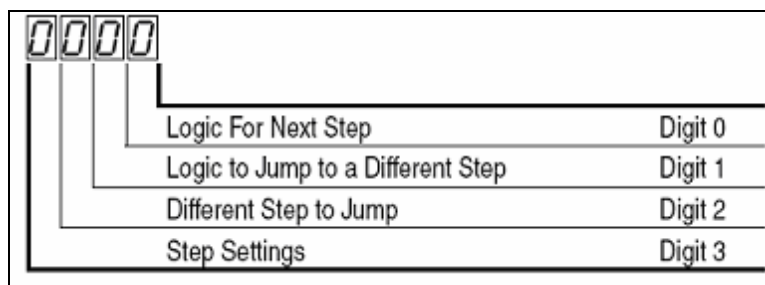 0000
Logic For Next Step Digit 0
Logic to Jump to a Different Step Digit 1
Different Step to Jump Digit 2
Step Settings Digit 3